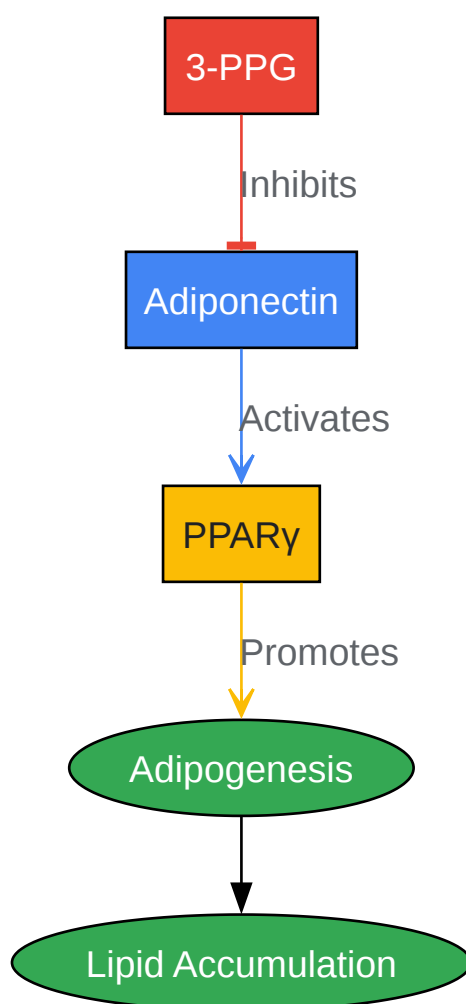 3-PPG
Inhibits
Adiponectin
Activates
PPARγ
Promotes
Adipogenesis
Lipid Accumulation